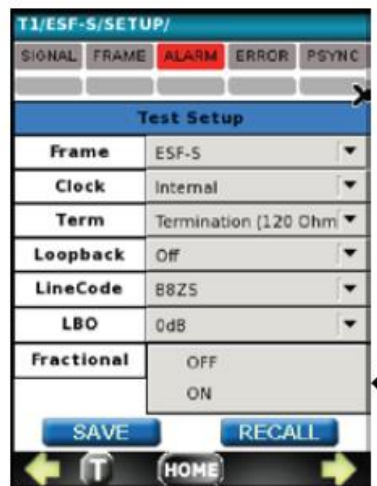 T1/ESF-S/SETUP/
SIGNAL FRAME ALARM ERROR PSYNC
Test Setup
Frame ESF-S
Clock Internal
Term Termination (120 Ohm
Loopback Off
LineCode B8ZS
LBO 0dB
Fractional OFF
ON
SAVE RECALL
T HOME